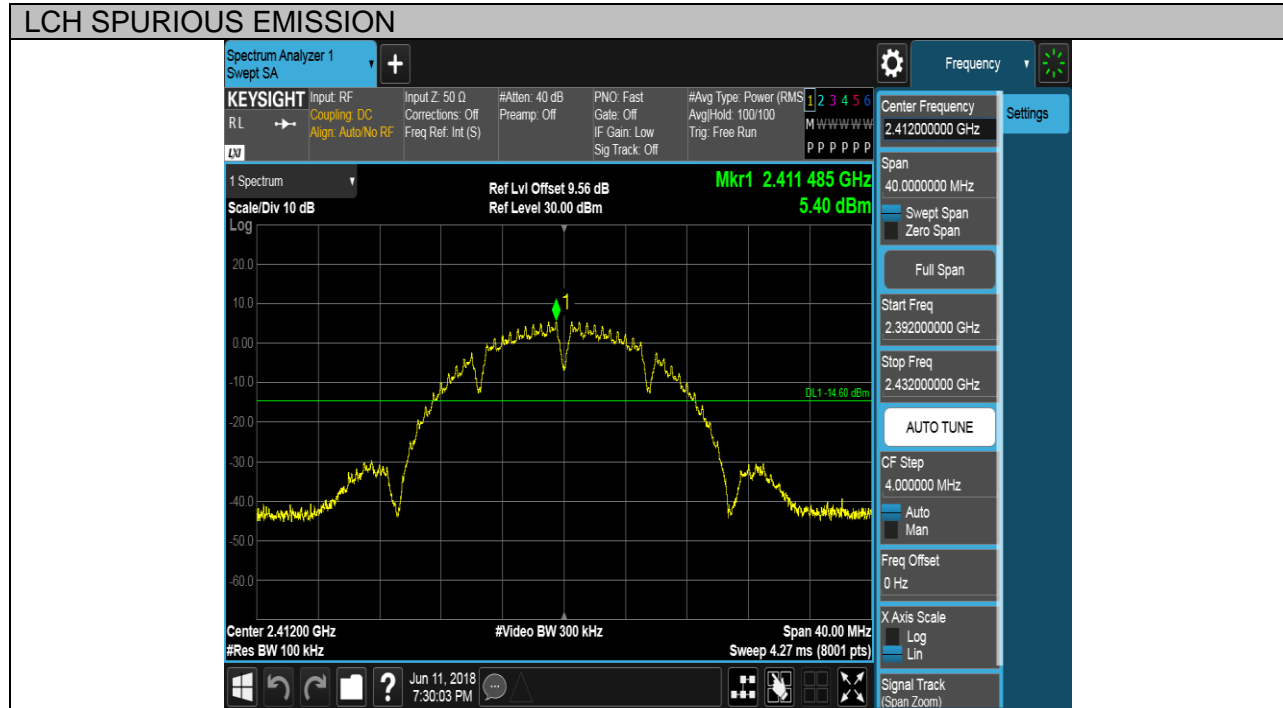 LCH SPURIOUS EMISSION
Spectrum Analyzer 1
Swept SA
+
Frequency
KEYSIGHT
RL
LXI
Input: RF
Coupling: DC
Align: Auto/No RF
Input Z: 50 Ω
Corrections: Off
Freq Ref: Int (S)
#Atten: 40 dB
Preamp: Off
PNO: Fast
Gate: Off
IF Gain: Low
Sig Track: Off
#Avg Type: Power (RMS
Avg|Hold: 100/100
Trig: Free Run
1 2 3 4 5 6
M W W W W W
P P P P P P
1 Spectrum
Scale/Div 10 dB
Log
Ref Lvl Offset 9.56 dB
Ref Level 30.00 dBm
Mkr1 2.411 485 GHz
5.40 dBm
20.0
10.0
0.00
-10.0
-20.0
-30.0
-40.0
-50.0
-60.0
1
DL1 -14.60 dBm
Center 2.41200 GHz
#Res BW 100 kHz
#Video BW 300 kHz
Span 40.00 MHz
Sweep 4.27 ms (8001 pts)
?
Jun 11, 2018
7:30:03 PM
Center Frequency
2.412000000 GHz
Settings
Span
40.0000000 MHz
Swept Span
Zero Span
Full Span
Start Freq
2.392000000 GHz
Stop Freq
2.432000000 GHz
AUTO TUNE
CF Step
4.000000 MHz
Auto
Man
Freq Offset
0 Hz
X Axis Scale
Log
Lin
Signal Track
(Span Zoom)